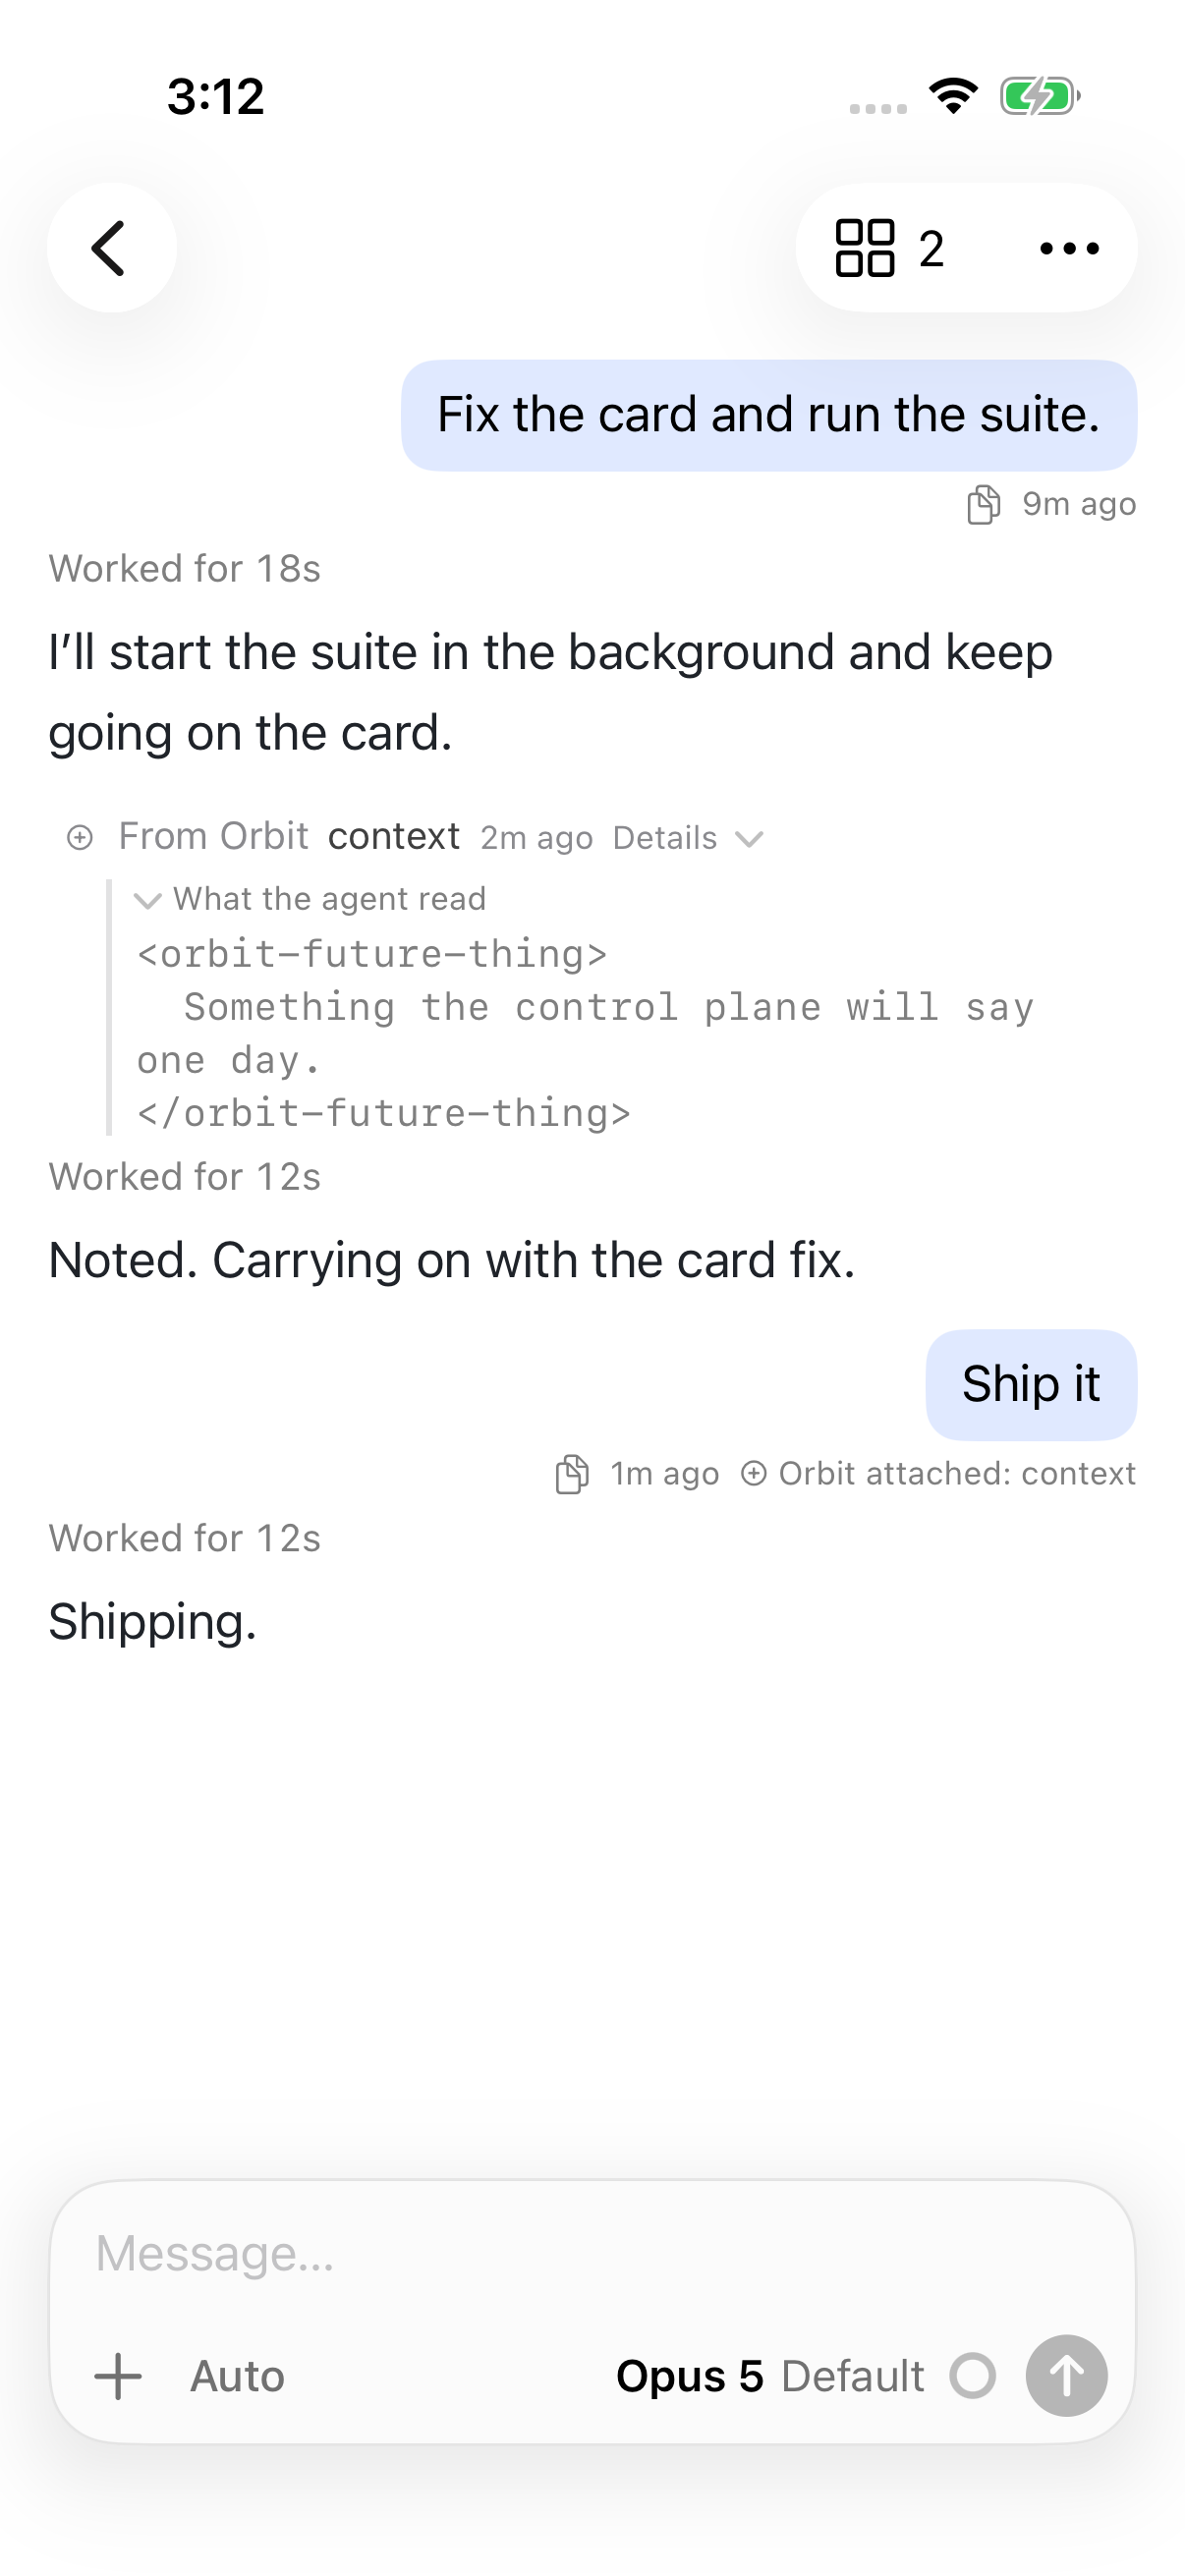 3:12
2
Fix the card and run the suite.
9m ago
Worked for 18s
I’ll start the suite in the background and keep
going on the card.
From Orbit context 2m ago Details
What the agent read
<orbit-future-thing>
  Something the control plane will say
one day.
</orbit-future-thing>
Worked for 12s
Noted. Carrying on with the card fix.
Ship it
1m ago Orbit attached: context
Worked for 12s
Shipping.
Message...
Auto Opus 5 Default